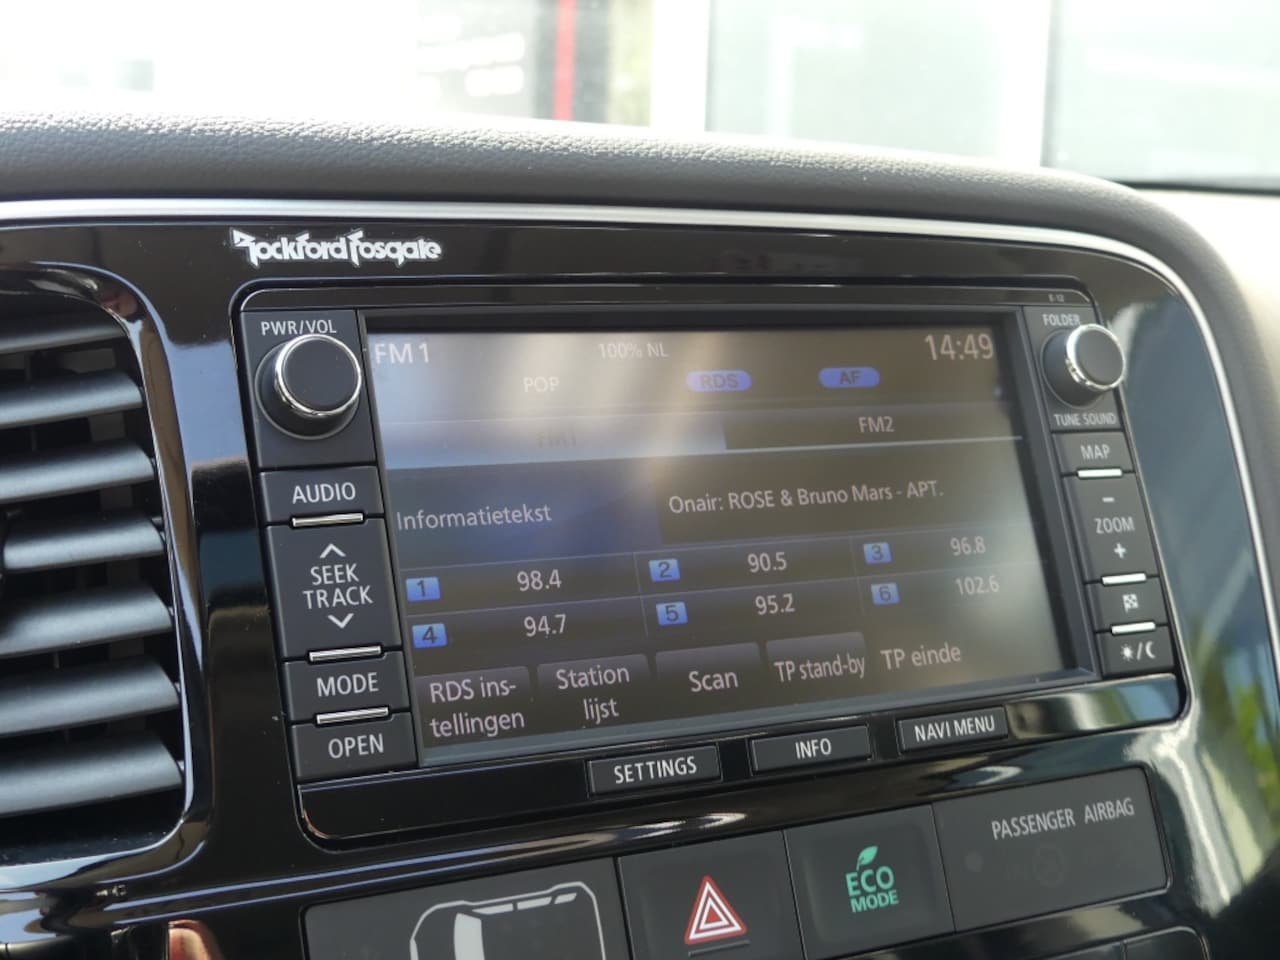 Rockford Fosgate
PWR/VOL
FOLDER
FM 1
100% NL
14:49
POP
RDS
AF
FM1
FM2
TUNE SOUND
MAP
AUDIO
Informatietekst
Onair: ROSE & Bruno Mars - APT.
-
ZOOM
+
SEEK
TRACK
1 98.4
2 90.5
3 96.8
4 94.7
5 95.2
6 102.6
MODE
RDS ins-
tellingen
Station
lijst
Scan
TP stand-by
TP einde
OPEN
SETTINGS
INFO
NAVI MENU
PASSENGER AIRBAG
ECO
MODE